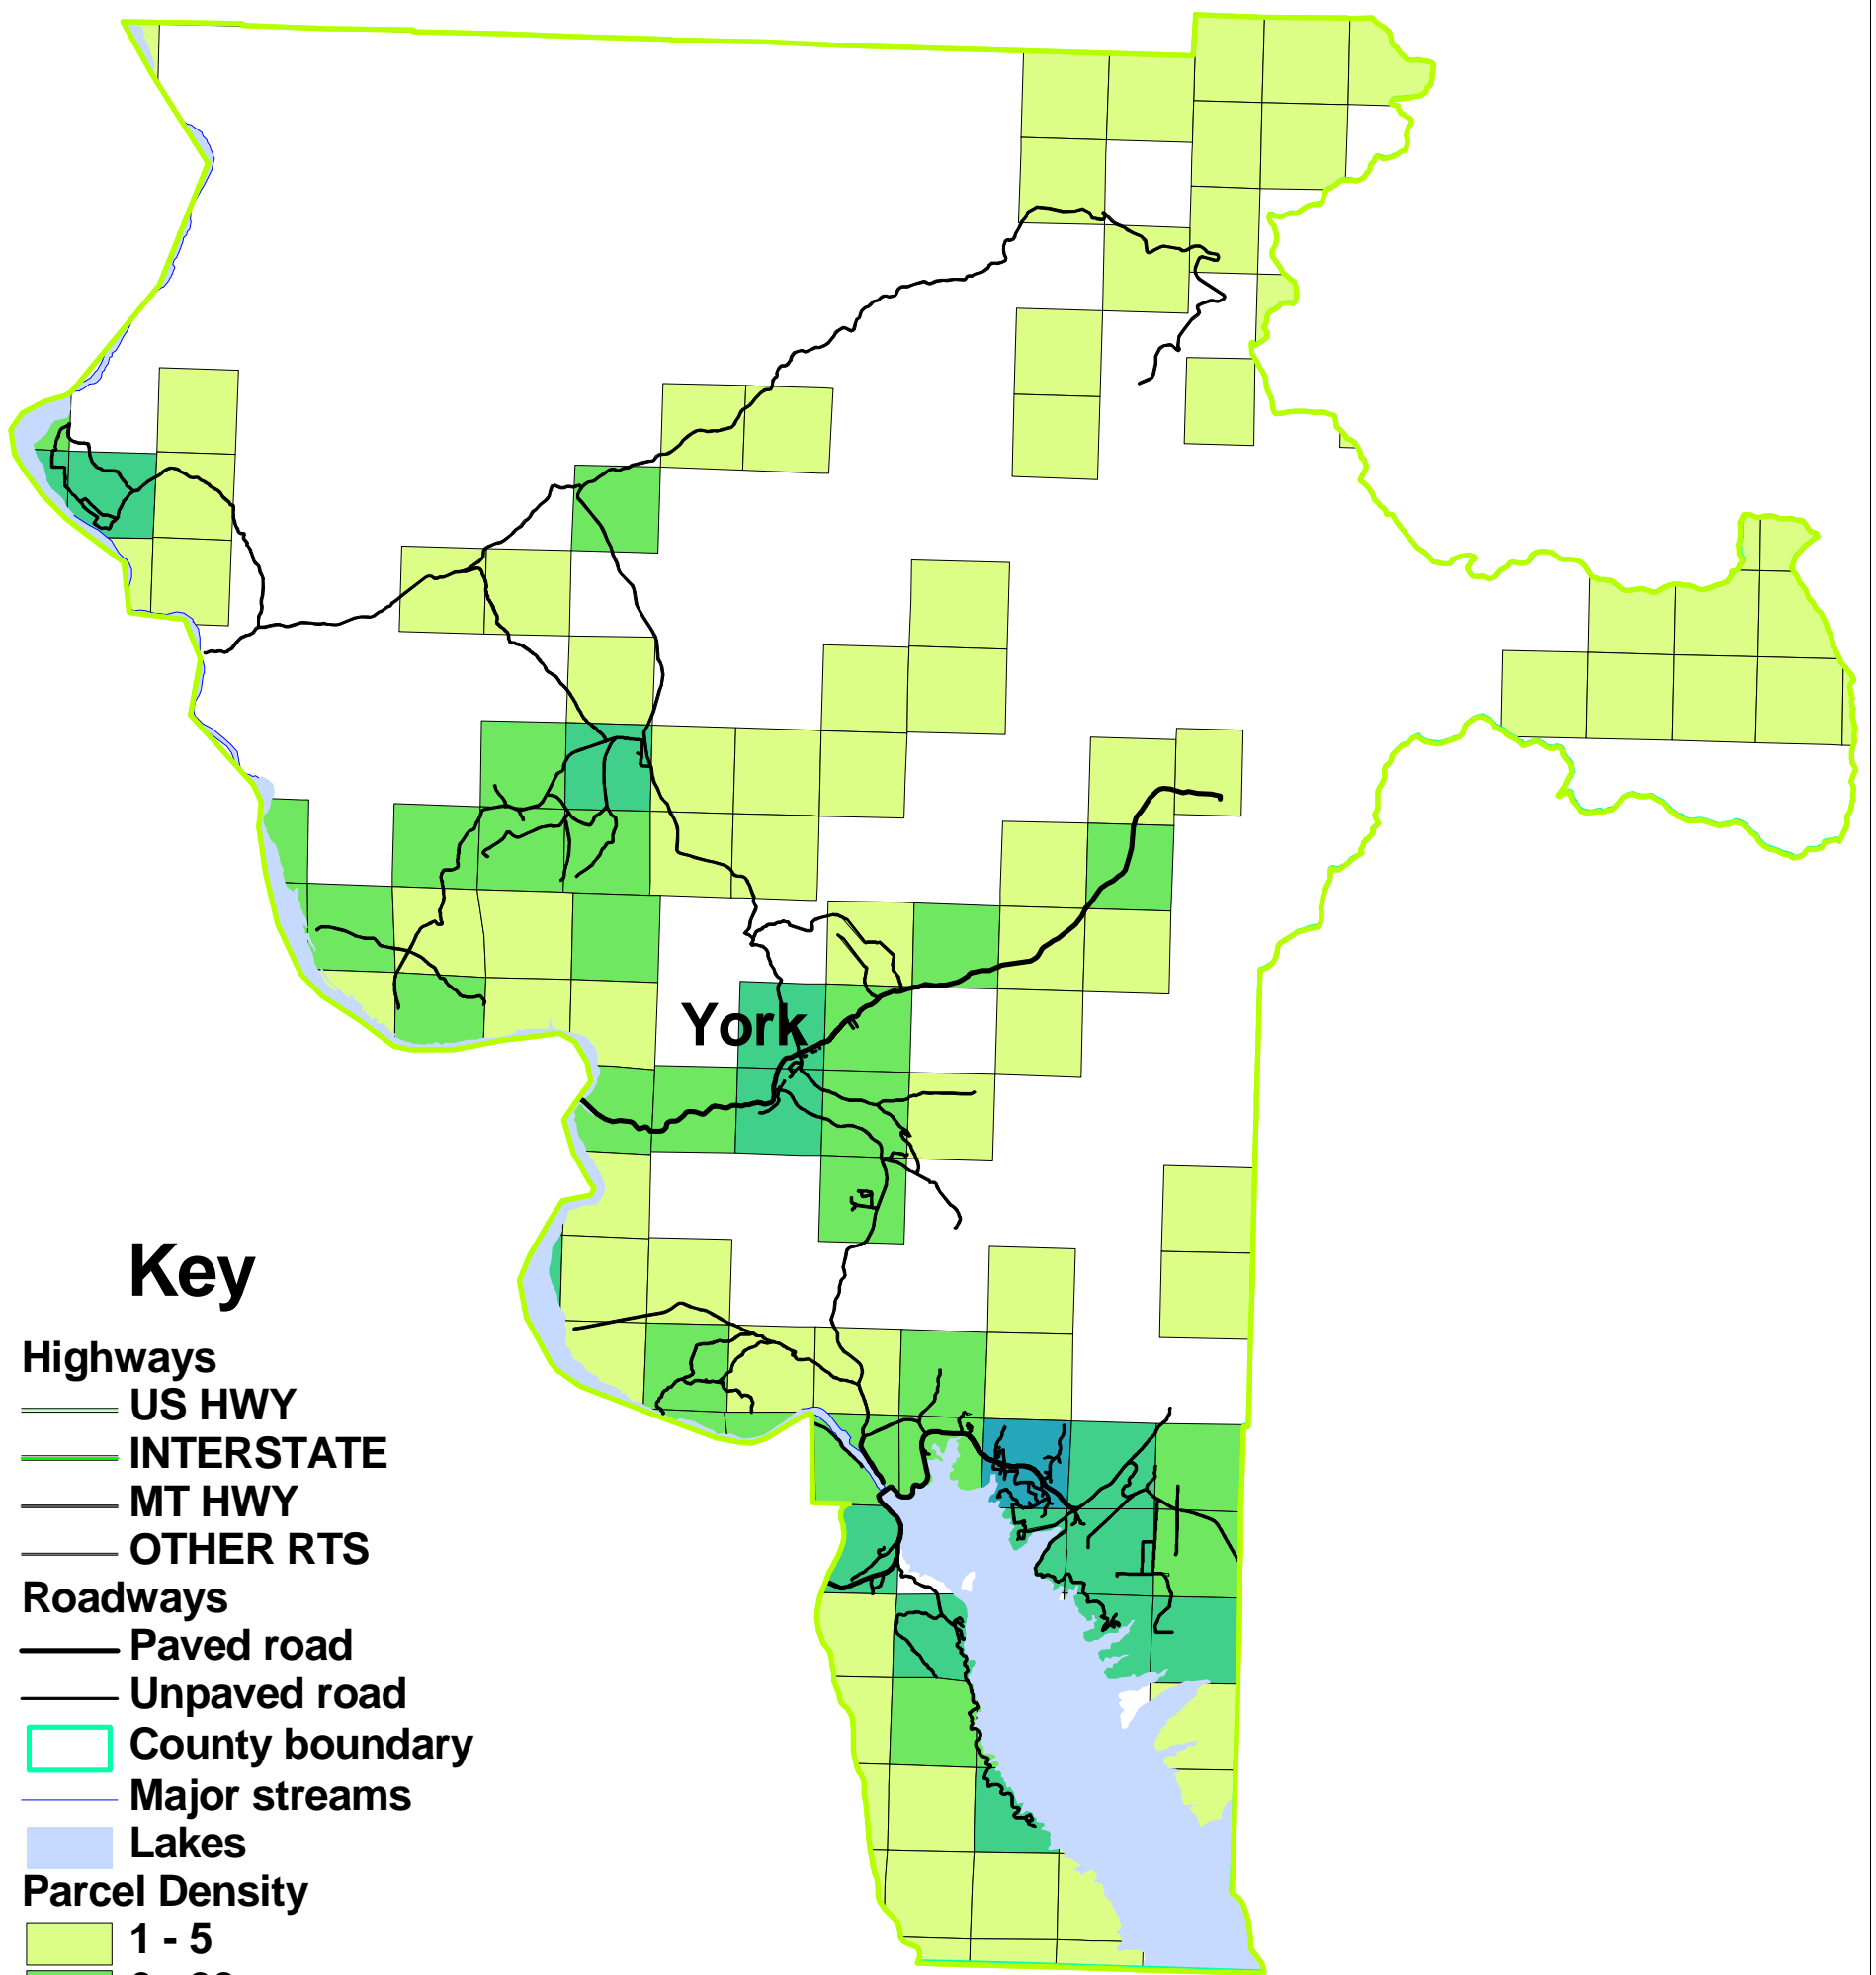 York
Key
Highways
US HWY
INTERSTATE
MT HWY
OTHER RTS
Roadways
Paved road
Unpaved road
County boundary
Major streams
Lakes
Parcel Density
1 - 5